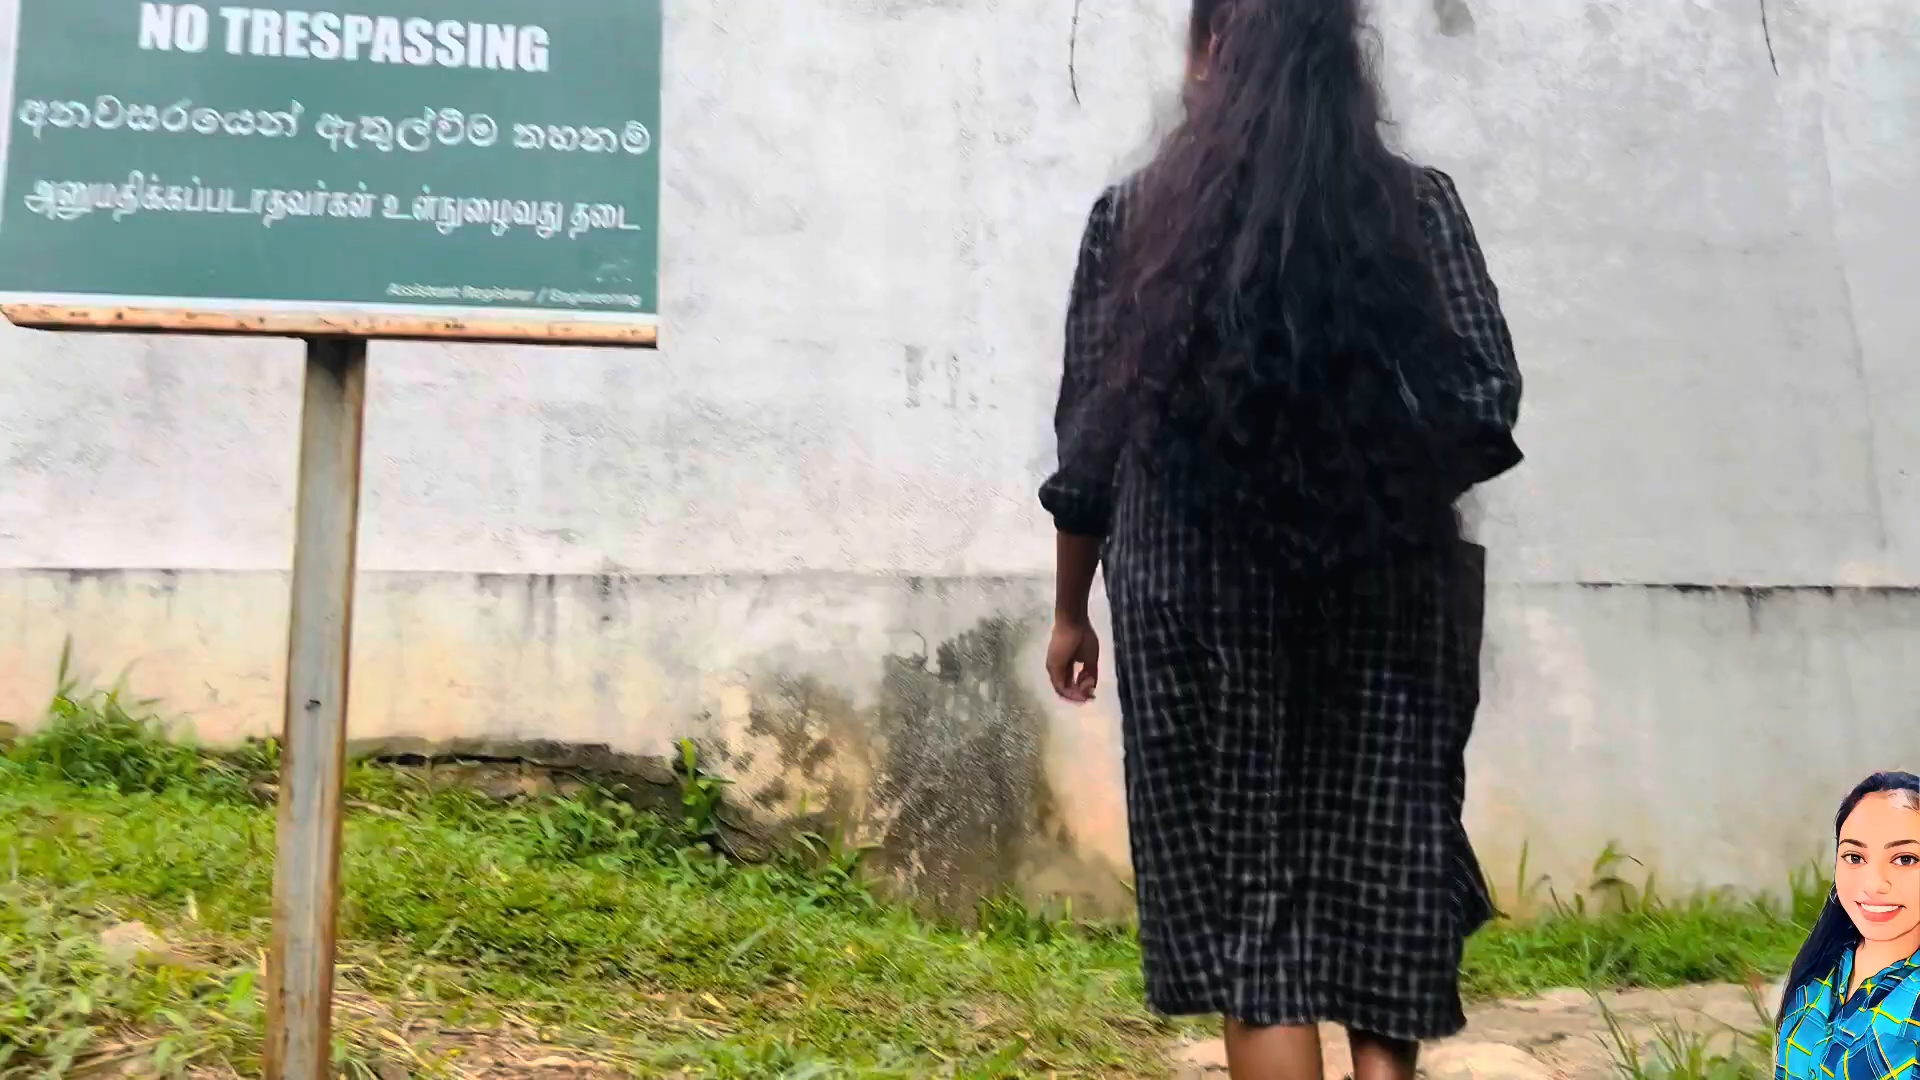 NO TRESPASSING
අනවසරයෙන් ඇතුල්වීම තහනම්
அனுமதிக்கப்படாதவர்கள் உள்நுழைவது தடை
Assistant Registrar / Engineering